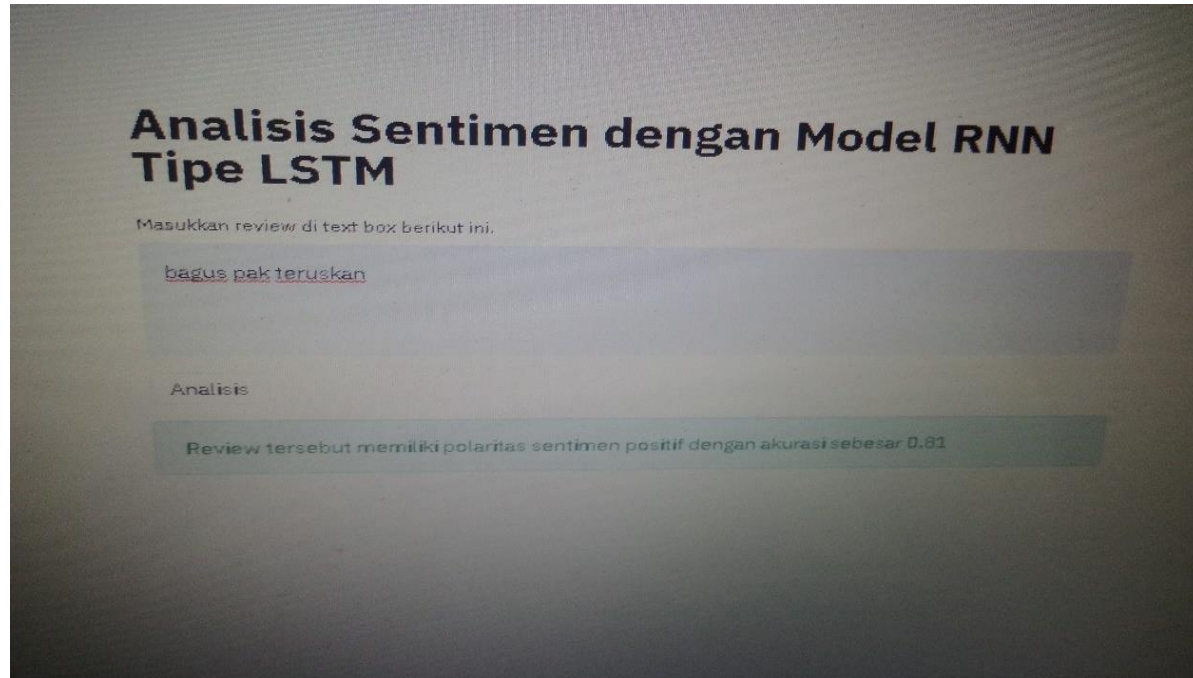 Analisis Sentimen dengan Model RNN
Tipe LSTM
Masukkan review di text box berikut ini.
bagus pak teruskan
Analisis
Review tersebut memiliki polaritas sentimen positif dengan akurasi sebesar 0.81